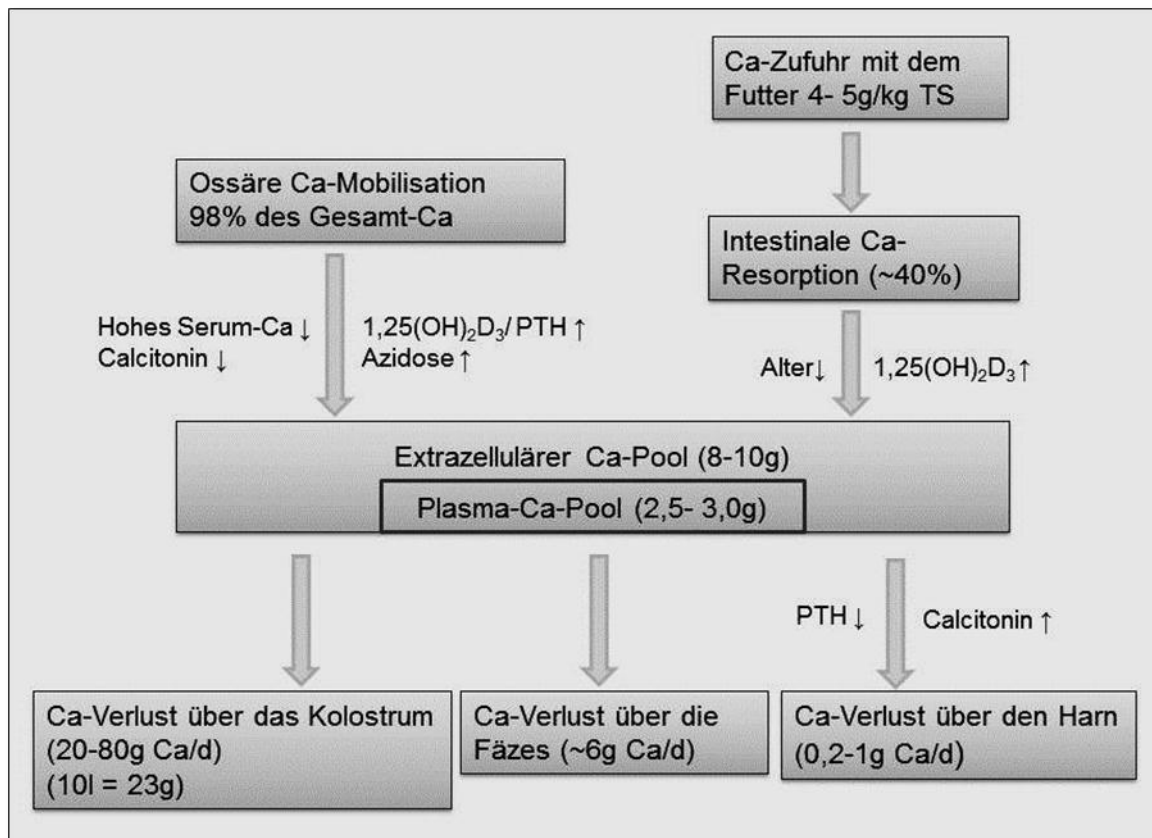 Ca-Zufuhr mit dem
Futter 4- 5g/kg TS
Ossäre Ca-Mobilisation
98% des Gesamt-Ca
Intestinale Ca-
Resorption (~40%)
Hohes Serum-Ca ↓
Calcitonin ↓
1,25(OH)₂D₃/ PTH ↑
Azidose ↑
Alter↓
1,25(OH)₂D₃ ↑
Extrazellulärer Ca-Pool (8-10g)
Plasma-Ca-Pool (2,5- 3,0g)
PTH ↓
Calcitonin ↑
Ca-Verlust über das Kolostrum
(20-80g Ca/d)
(10l = 23g)
Ca-Verlust über die
Fäzes (~6g Ca/d)
Ca-Verlust über den Harn
(0,2-1g Ca/d)